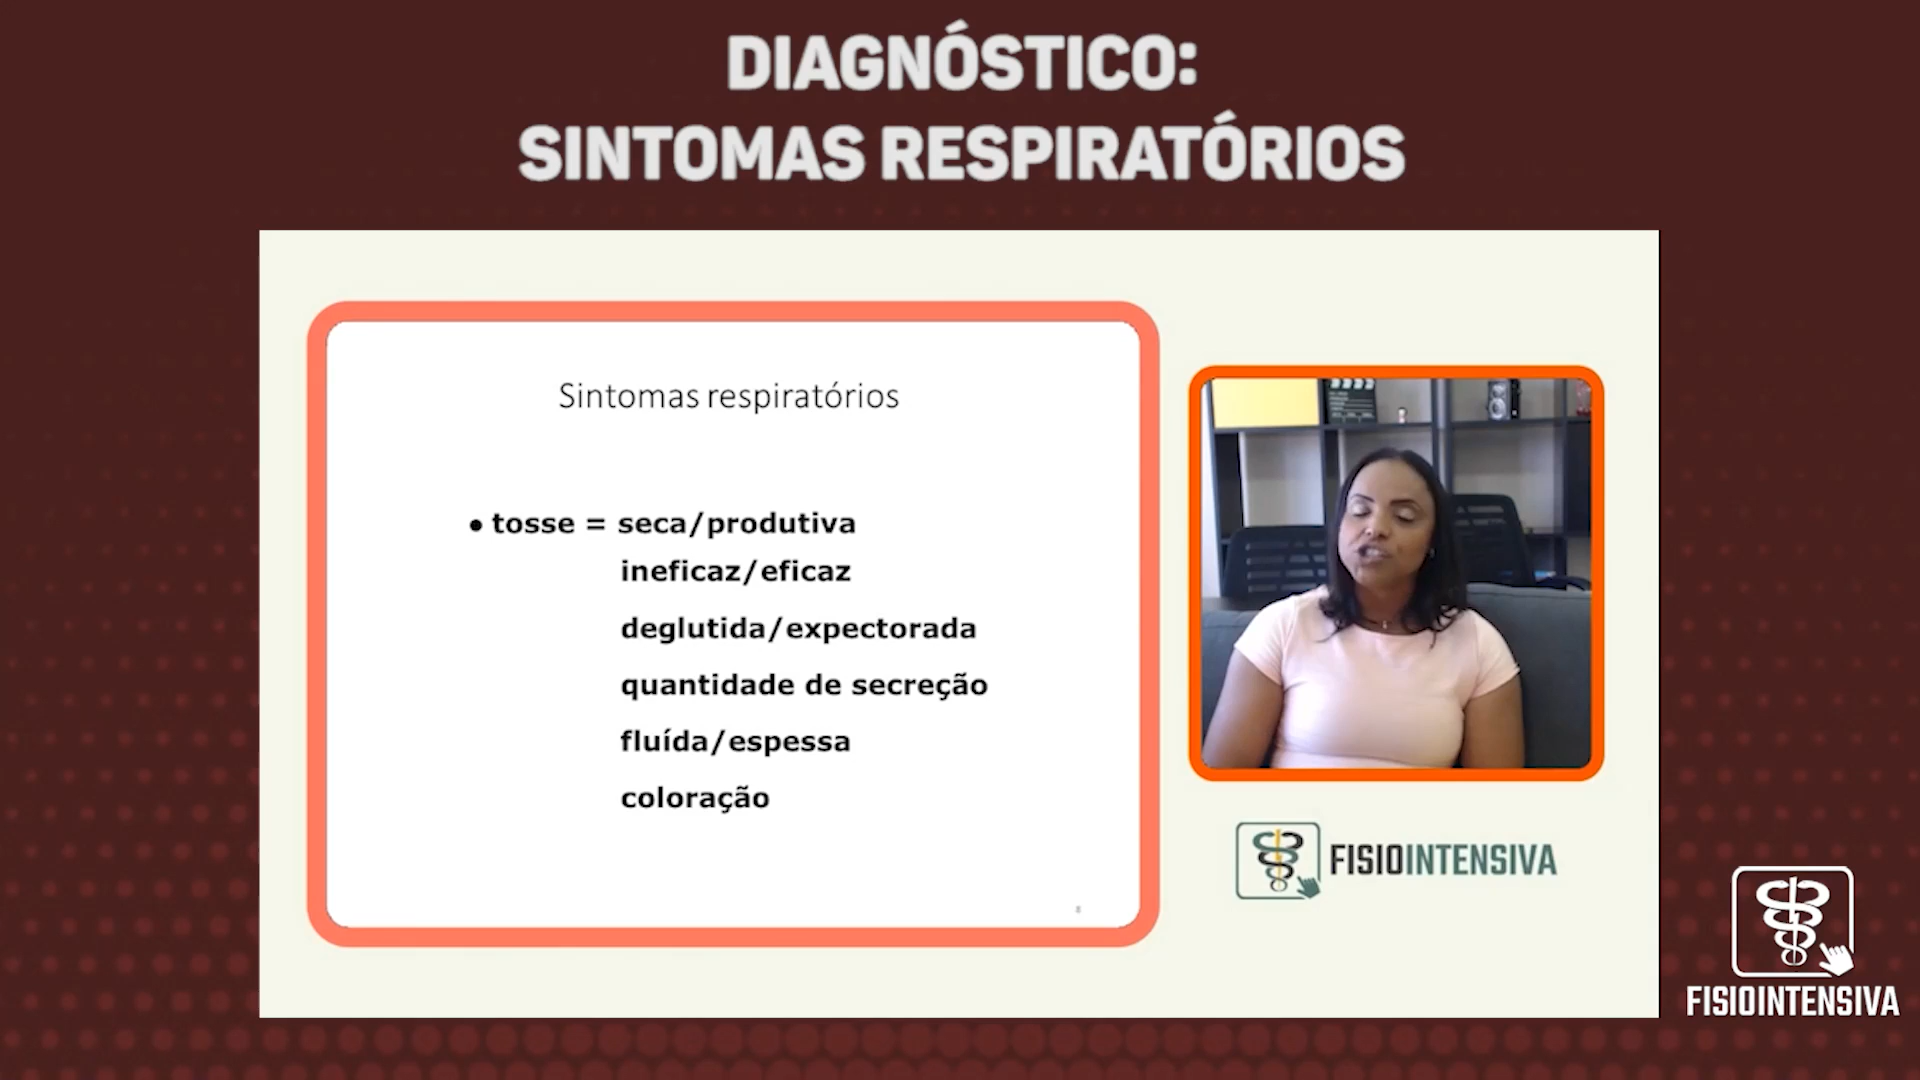 DIAGNÓSTICO:
SINTOMAS RESPIRATÓRIOS
Sintomas respiratórios
• tosse = seca/produtiva
ineficaz/eficaz
deglutida/expectorada
quantidade de secreção
fluída/espessa
coloração
FISIOINTENSIVA
FISIOINTENSIVA